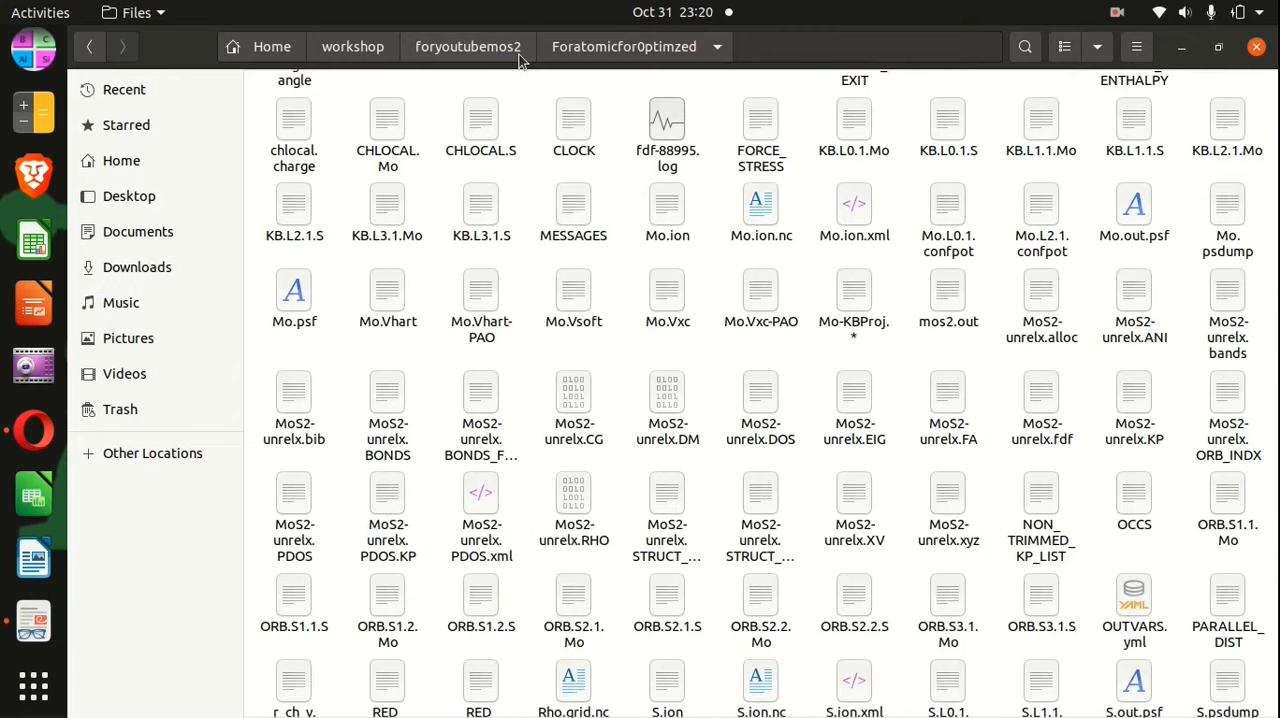 Activities
Files
Oct 31 23:20
Home
workshop
foryoutubemos2
Foratomicfor0ptimzed
Recent
Starred
Home
Desktop
Documents
Downloads
Music
Pictures
Videos
Trash
Other Locations
angle
EXIT
ENTHALPY
chlocal.
charge
CHLOCAL.
Mo
CHLOCAL.S
CLOCK
fdf-88995.
log
FORCE_
STRESS
KB.L0.1.Mo
KB.L0.1.S
KB.L1.1.Mo
KB.L1.1.S
KB.L2.1.Mo
KB.L2.1.S
KB.L3.1.Mo
KB.L3.1.S
MESSAGES
Mo.ion
Mo.ion.nc
Mo.ion.xml
Mo.L0.1.
confpot
Mo.L2.1.
confpot
Mo.out.psf
Mo.
psdump
Mo.psf
Mo.Vhart
Mo.Vhart-
PAO
Mo.Vsoft
Mo.Vxc
Mo.Vxc-PAO
Mo-KBProj.
*
mos2.out
MoS2-
unrelx.alloc
MoS2-
unrelx.ANI
MoS2-
unrelx.
bands
MoS2-
unrelx.bib
MoS2-
unrelx.
BONDS
MoS2-
unrelx.
BONDS_F...
MoS2-
unrelx.CG
MoS2-
unrelx.DM
MoS2-
unrelx.DOS
MoS2-
unrelx.EIG
MoS2-
unrelx.FA
MoS2-
unrelx.fdf
MoS2-
unrelx.KP
MoS2-
unrelx.
ORB_INDX
MoS2-
unrelx.
PDOS
MoS2-
unrelx.
PDOS.KP
MoS2-
unrelx.
PDOS.xml
MoS2-
unrelx.RHO
MoS2-
unrelx.
STRUCT_...
MoS2-
unrelx.
STRUCT_...
MoS2-
unrelx.XV
MoS2-
unrelx.xyz
NON_
TRIMMED_
KP_LIST
OCCS
ORB.S1.1.
Mo
ORB.S1.1.S
ORB.S1.2.
Mo
ORB.S1.2.S
ORB.S2.1.
Mo
ORB.S2.1.S
ORB.S2.2.
Mo
ORB.S2.2.S
ORB.S3.1.
Mo
ORB.S3.1.S
OUTVARS.
yml
PARALLEL_
DIST
r_ch_v.
RED
RED
Rho.grid.nc
S.ion
S.ion.nc
S.ion.xml
S.L0.1.
S.L1.1.
S.out.psf
S.psdump